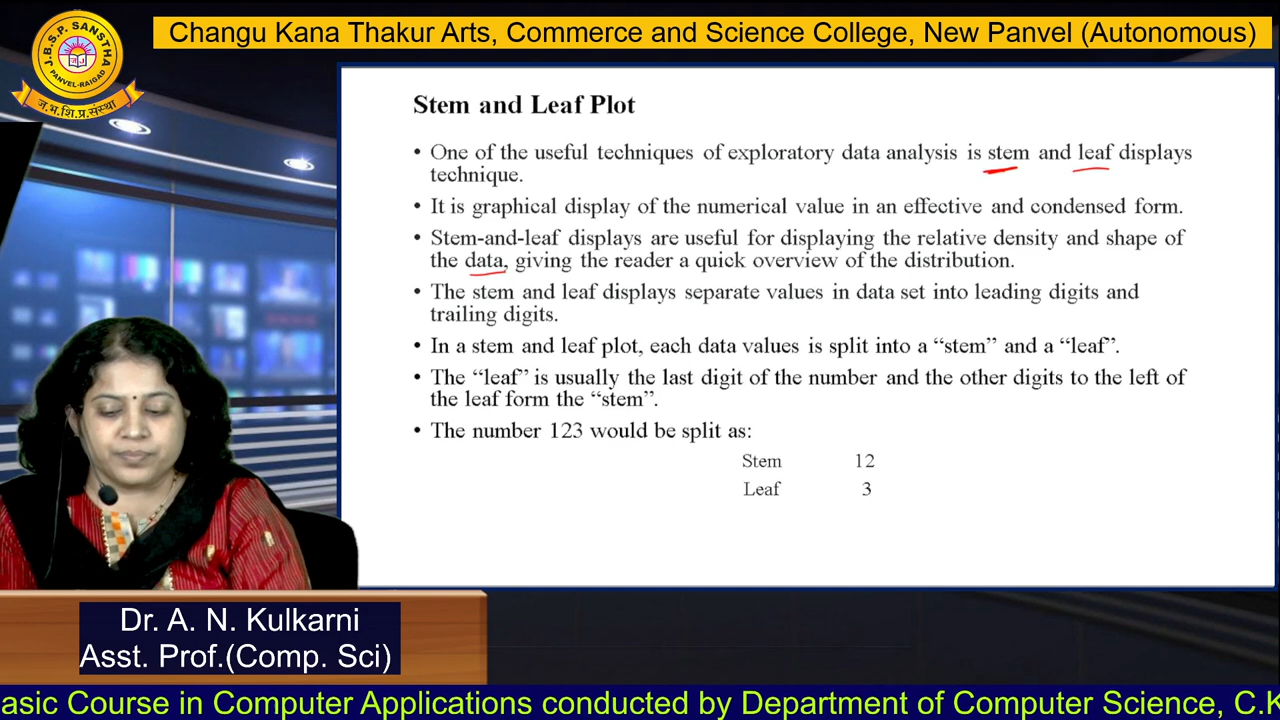 Changu Kana Thakur Arts, Commerce and Science College, New Panvel (Autonomous)
J.B.S.P. SANSTHA
PANVEL-RAIGAD
ज.भ.शि.प्र.संस्था
Stem and Leaf Plot
• One of the useful techniques of exploratory data analysis is stem and leaf displays
technique.
• It is graphical display of the numerical value in an effective and condensed form.
• Stem-and-leaf displays are useful for displaying the relative density and shape of
the data, giving the reader a quick overview of the distribution.
• The stem and leaf displays separate values in data set into leading digits and
trailing digits.
• In a stem and leaf plot, each data values is split into a “stem” and a “leaf”.
• The “leaf” is usually the last digit of the number and the other digits to the left of
the leaf form the “stem”.
• The number 123 would be split as:
Stem 12
Leaf 3
Dr. A. N. Kulkarni
Asst. Prof.(Comp. Sci)
asic Course in Computer Applications conducted by Department of Computer Science, C.K